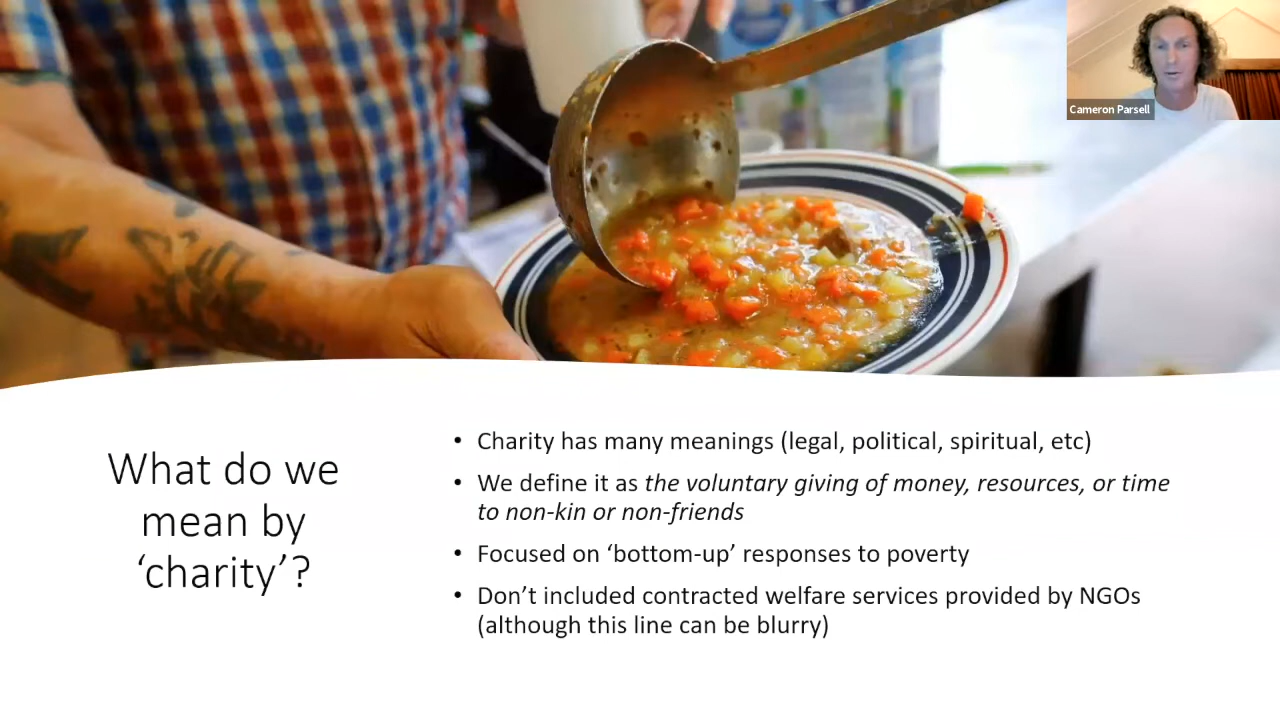 Cameron Parsell
What do we
mean by
‘charity’?
• Charity has many meanings (legal, political, spiritual, etc)
• We define it as the voluntary giving of money, resources, or time
to non-kin or non-friends
• Focused on ‘bottom-up’ responses to poverty
• Don’t included contracted welfare services provided by NGOs
(although this line can be blurry)